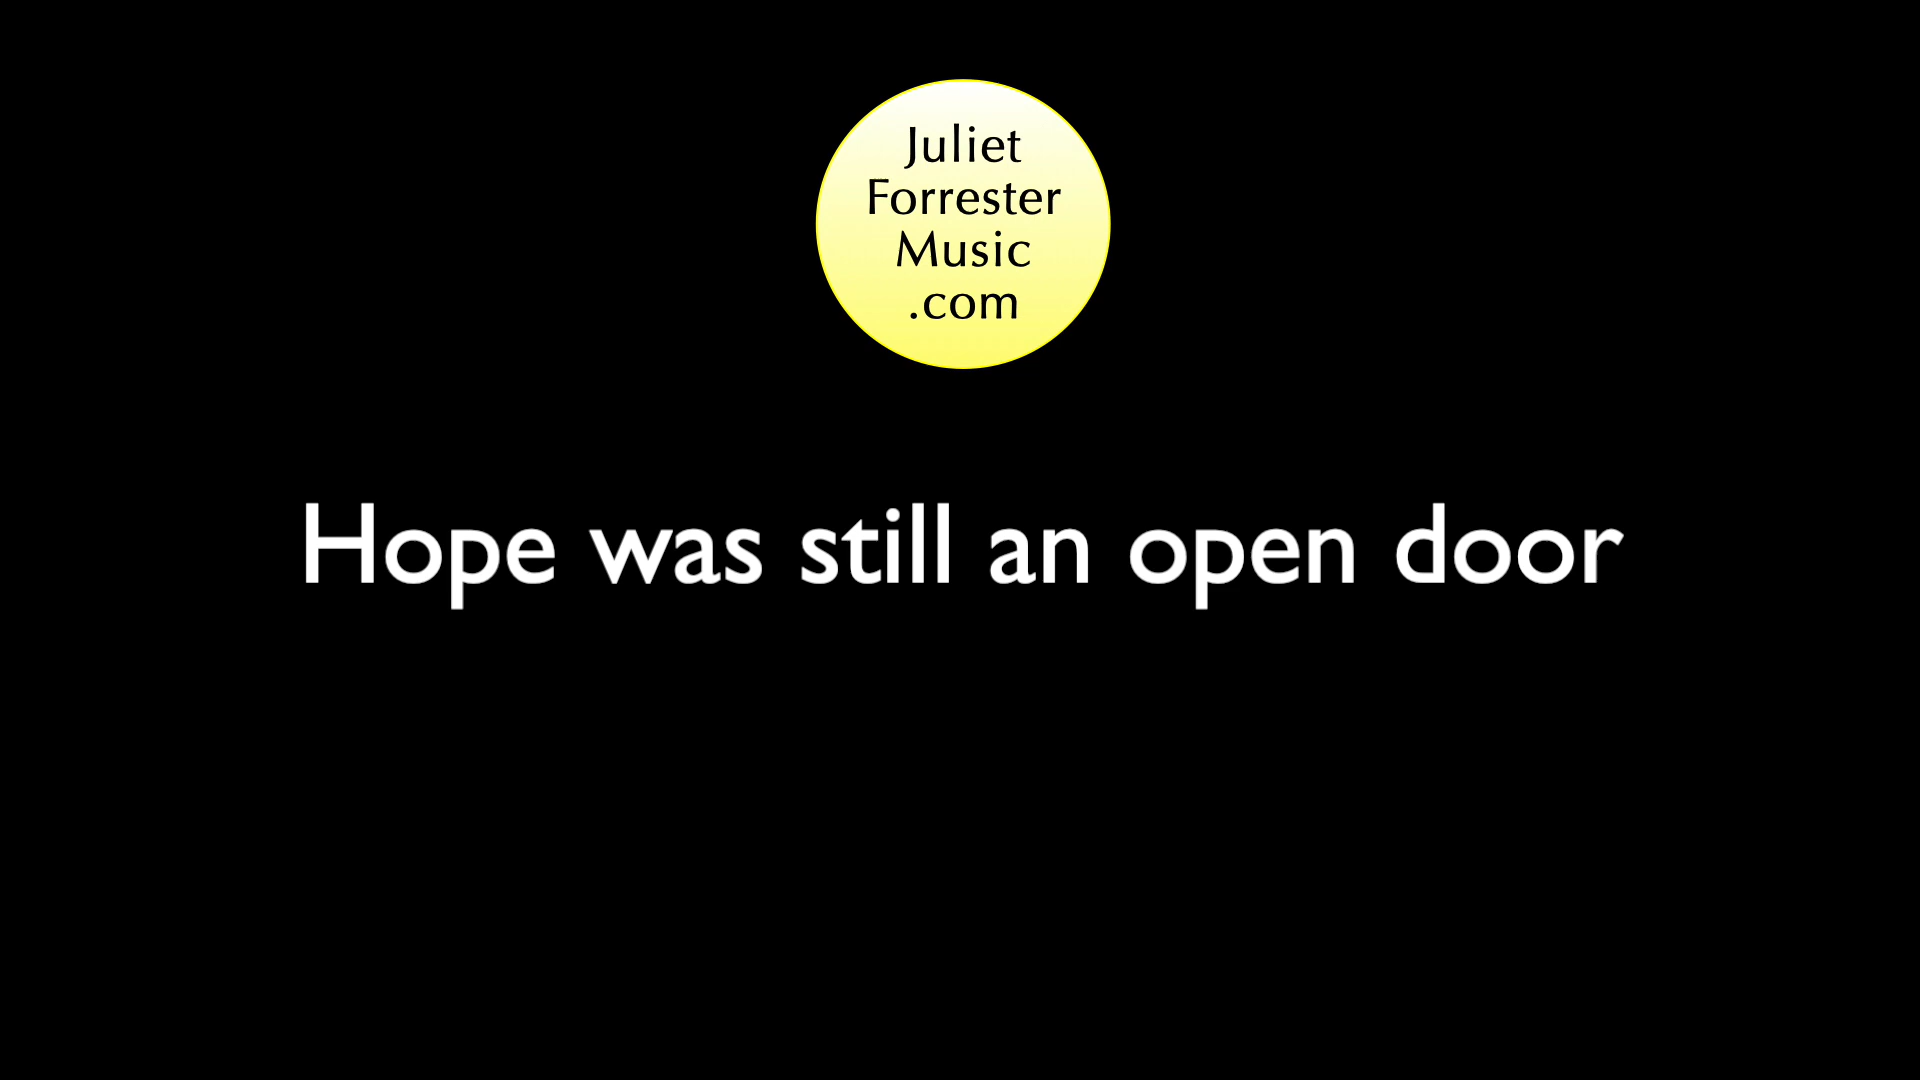 Juliet
Forrester
Music
.com
Hope was still an open door